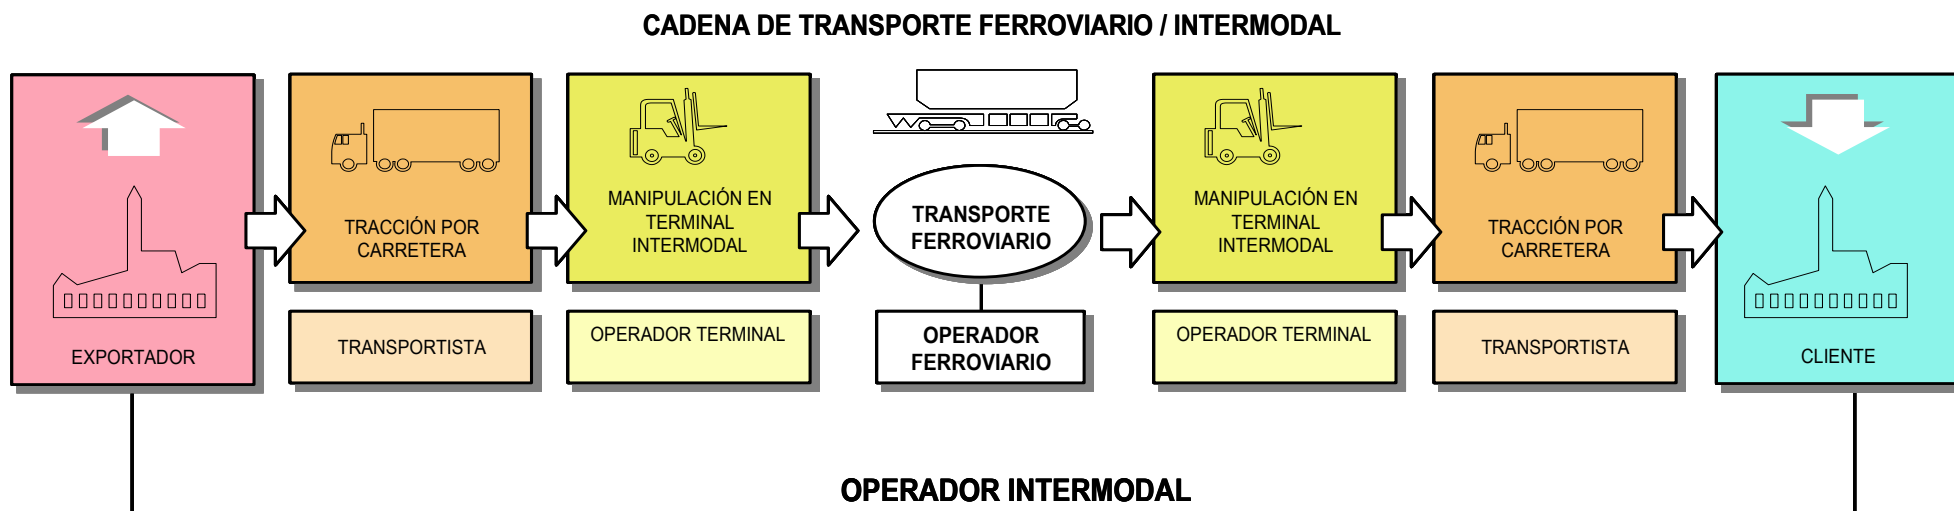 CADENA DE TRANSPORTE FERROVIARIO / INTERMODAL
EXPORTADOR
TRACCIÓN POR
CARRETERA
TRANSPORTISTA
MANIPULACIÓN EN
TERMINAL
INTERMODAL
OPERADOR TERMINAL
TRANSPORTE
FERROVIARIO
OPERADOR
FERROVIARIO
MANIPULACIÓN EN
TERMINAL
INTERMODAL
OPERADOR TERMINAL
TRACCIÓN POR
CARRETERA
TRANSPORTISTA
CLIENTE
OPERADOR INTERMODAL